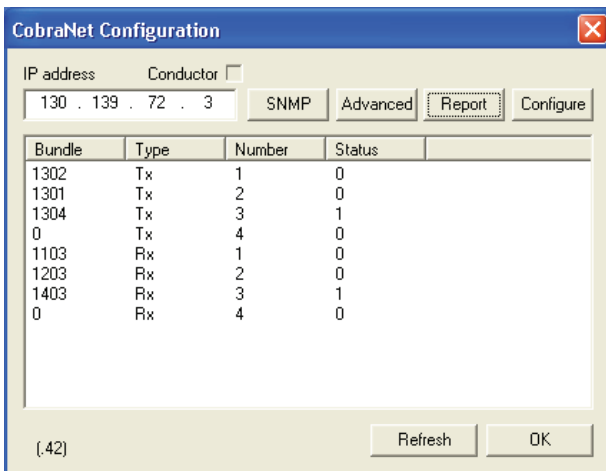 CobraNet Configuration
IP address Conductor
130 . 139 . 72 . 3 SNMP Advanced Report Configure
Bundle Type Number Status
1302 Tx 1 0
1301 Tx 2 0
1304 Tx 3 1
0 Tx 4 0
1103 Rx 1 0
1203 Rx 2 0
1403 Rx 3 1
0 Rx 4 0
(.42) Refresh OK